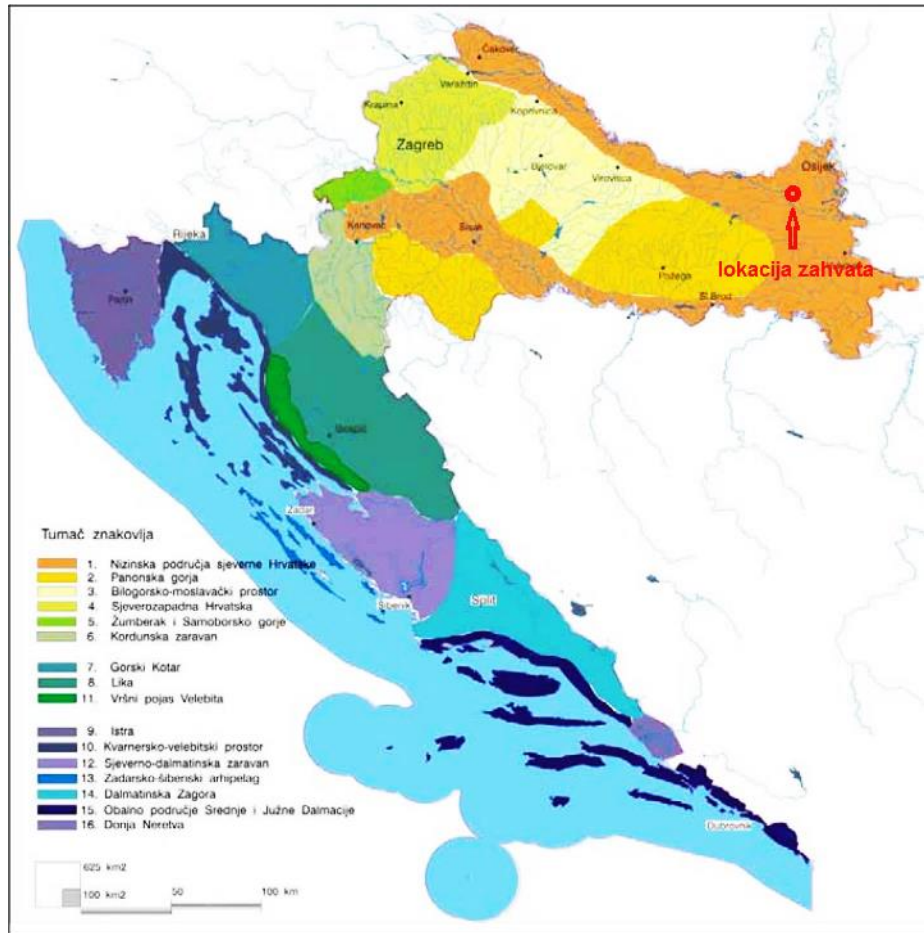 Čakovec
Varaždin
Krapina
Koprivnica
Zagreb
Bjelovar
Virovitica
Osijek
Karlovac
Sisak
lokacija zahvata
Rijeka
Požega
Sl.Brod
Pazin
Gospić
Zadar
Tumač znakovlja
1. Nizinska područja sjeverne Hrvatske
2. Panonska gorja
3. Bilogorsko-moslavački prostor
4. Sjeverozapadna Hrvatska
5. Žumberak i Samoborsko gorje
6. Kordunska zaravan
Šibenik
Split
7. Gorski Kotar
8. Lika
11. Vršni pojas Velebita
9. Istra
10. Kvarnersko-velebitski prostor
12. Sjeverno-dalmatinska zaravan
13. Zadarsko-šibenski arhipelag
14. Dalmatinska Zagora
15. Obalno područje Srednje i Južne Dalmacije
16. Donja Neretva
Dubrovnik
625 km2
100 km2
50
100 km